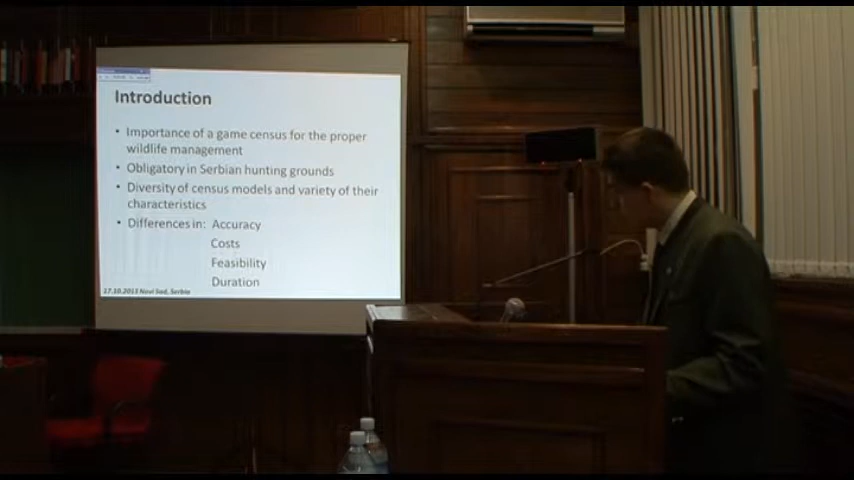 Introduction
• Importance of a game census for the proper
wildlife management
• Obligatory in Serbian hunting grounds
• Diversity of census models and variety of their
characteristics
• Differences in: Accuracy
Costs
Feasibility
Duration
17.10.2013 Novi Sad, Serbia